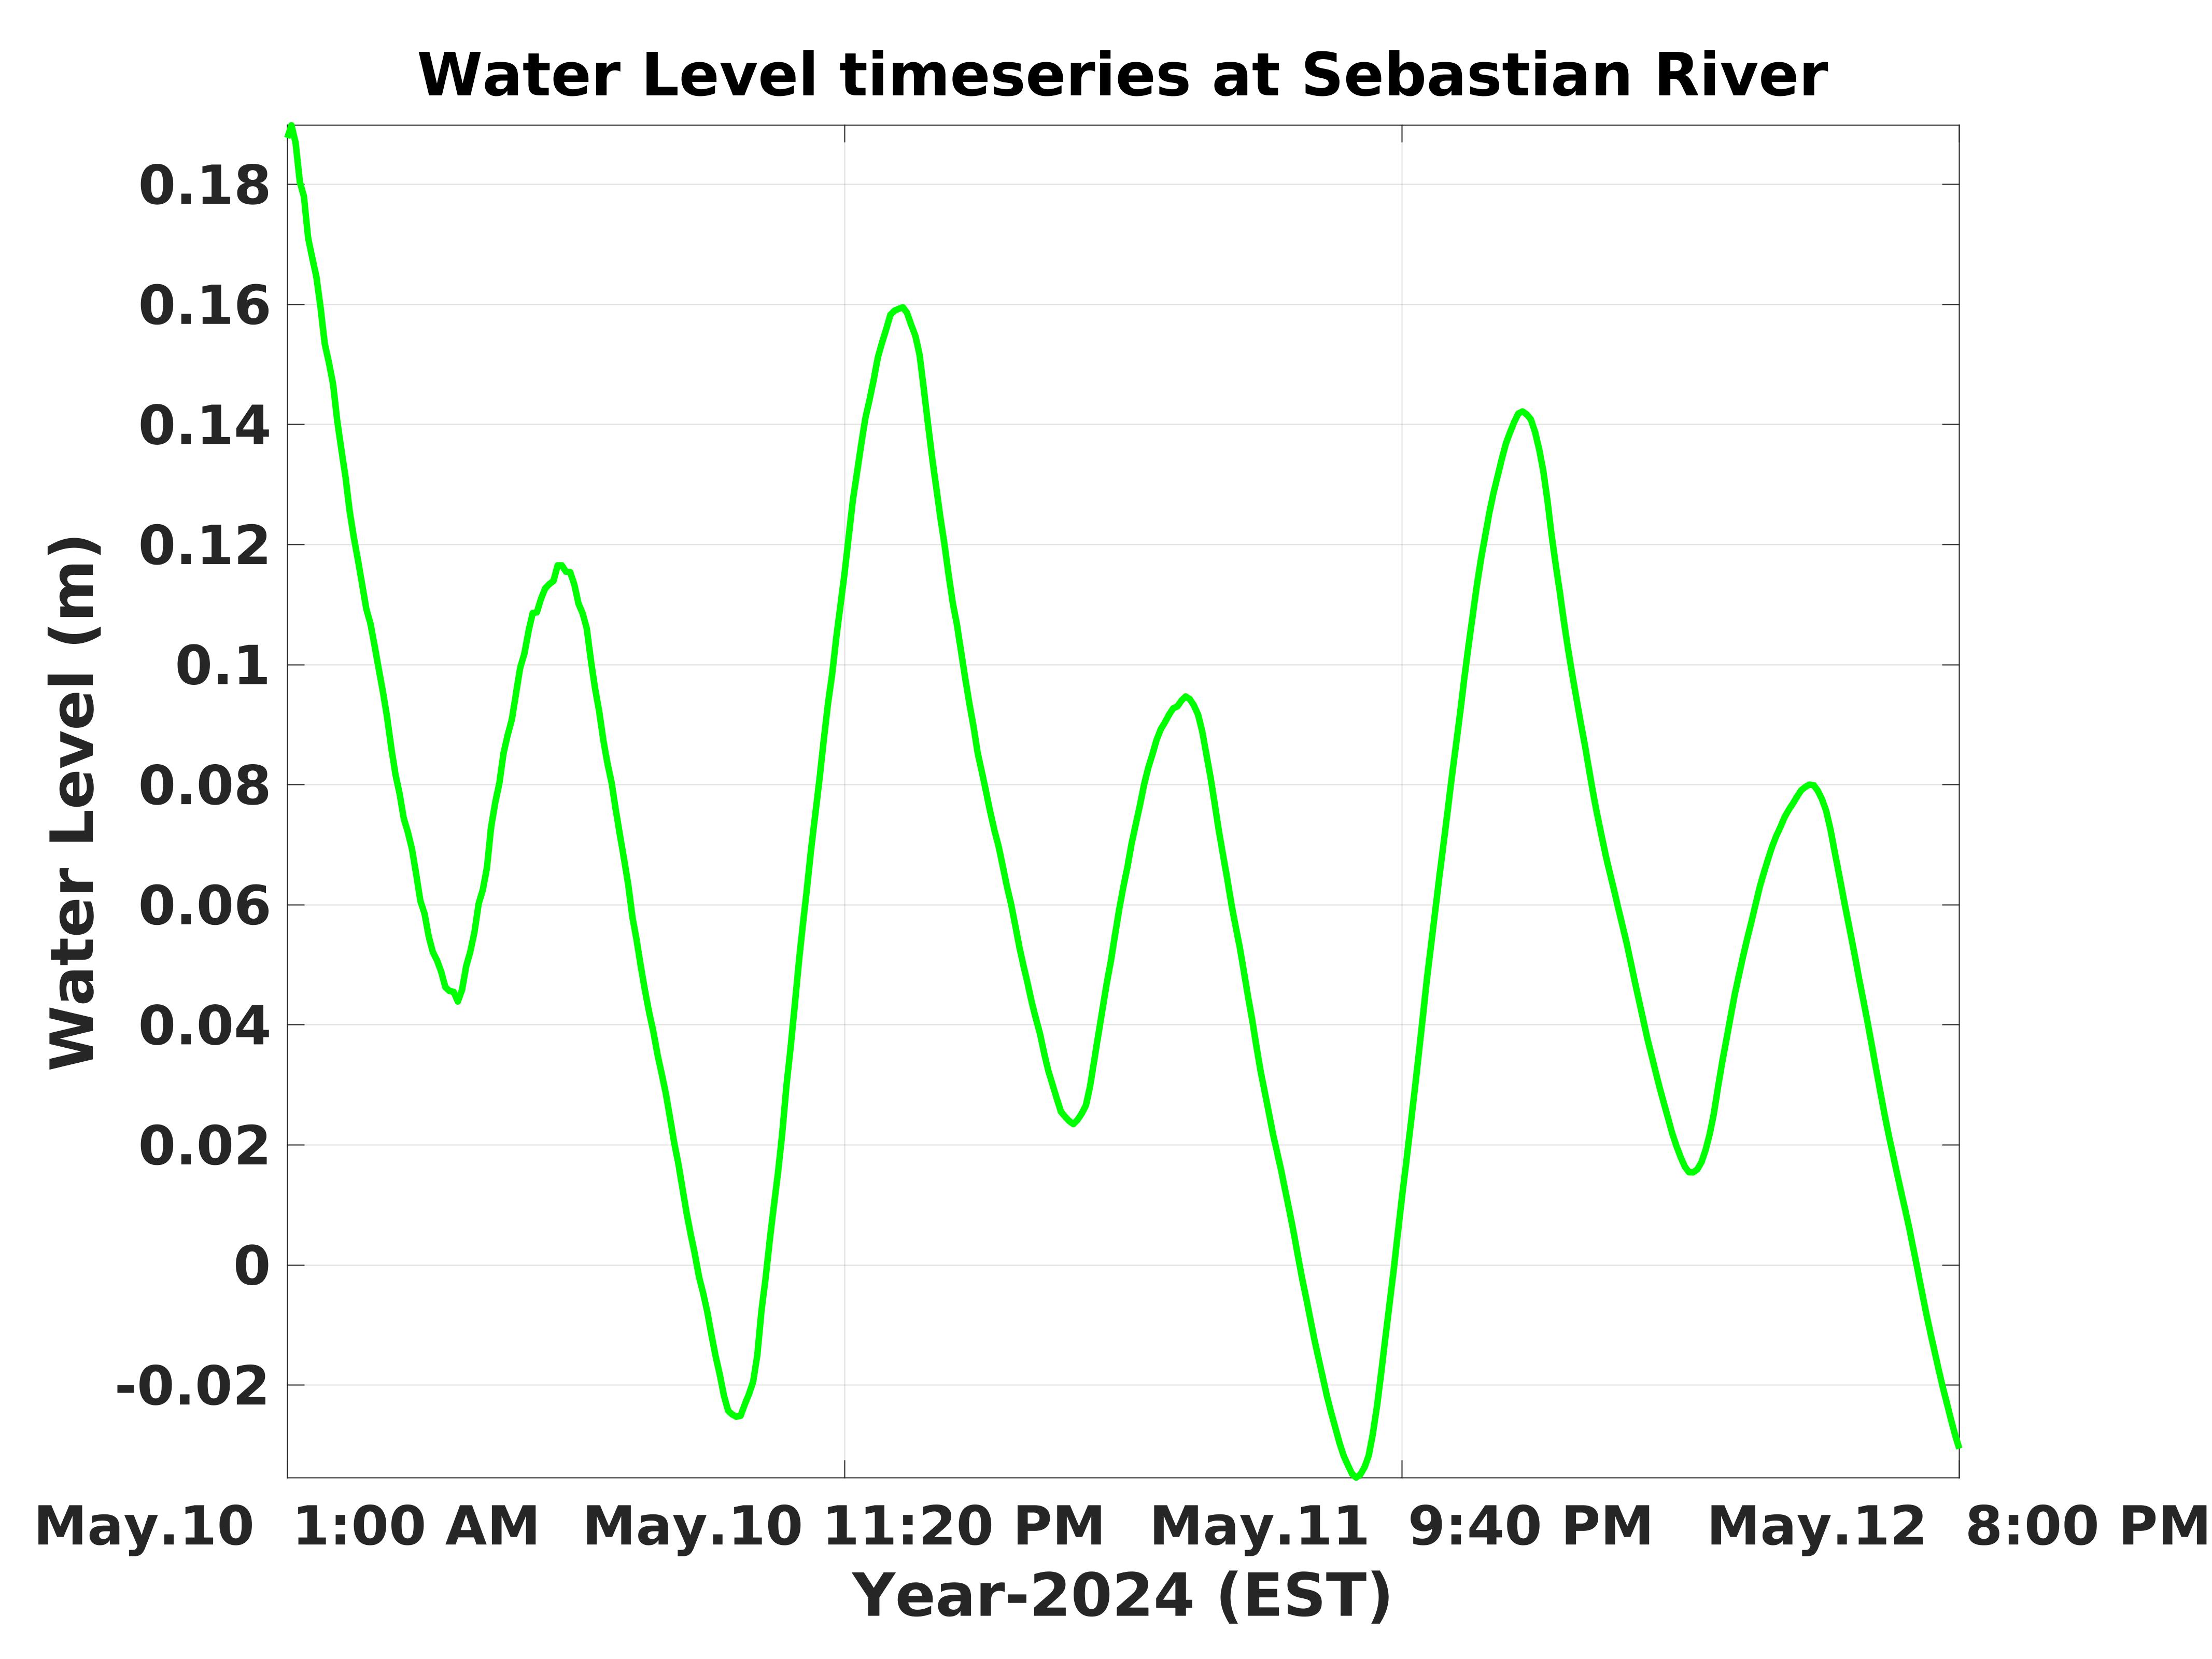 Water Level timeseries at Sebastian River
Water Level (m)
0.18
0.16
0.14
0.12
0.1
0.08
0.06
0.04
0.02
0
-0.02
May.10 1:00 AM May.10 11:20 PM May.11 9:40 PM May.12 8:00 PM
Year-2024 (EST)